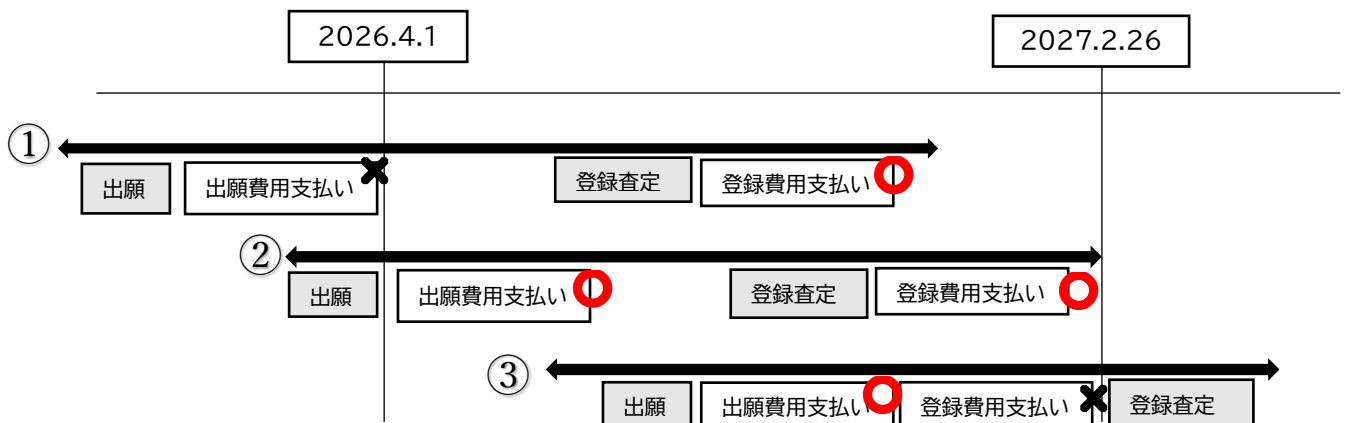 2026.4.1
2027.2.26
①
出願
出願費用支払い
登録査定
登録費用支払い
②
出願
出願費用支払い
登録査定
登録費用支払い
③
出願
出願費用支払い
登録費用支払い
登録査定